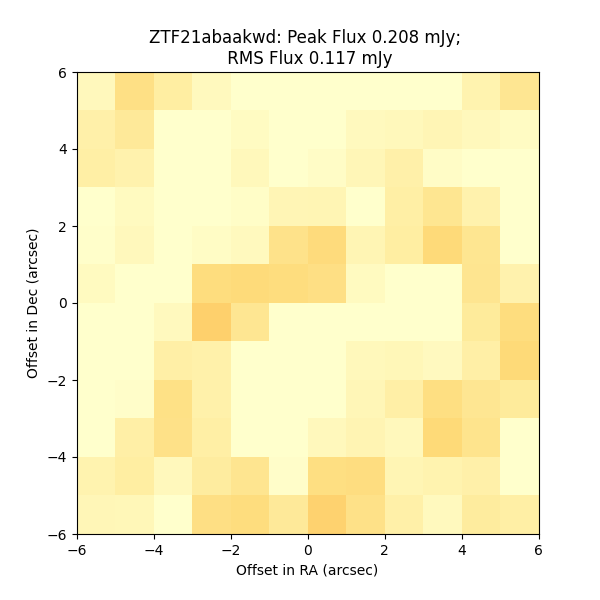 ZTF21abaakwd: Peak Flux 0.208 mJy;
RMS Flux 0.117 mJy
6
4
2
0
−2
−4
−6
Offset in Dec (arcsec)
−6 −4 −2 0 2 4 6
Offset in RA (arcsec)